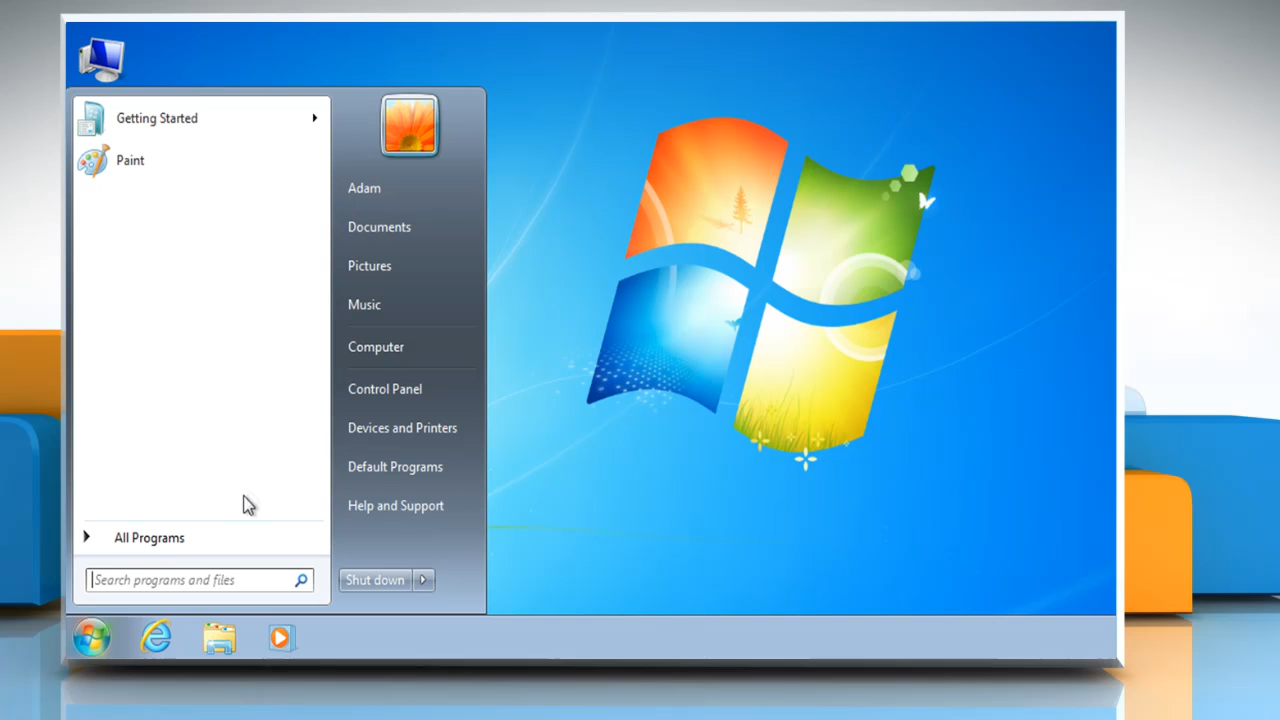 Getting Started
Paint
All Programs
Search programs and files
Adam
Documents
Pictures
Music
Computer
Control Panel
Devices and Printers
Default Programs
Help and Support
Shut down